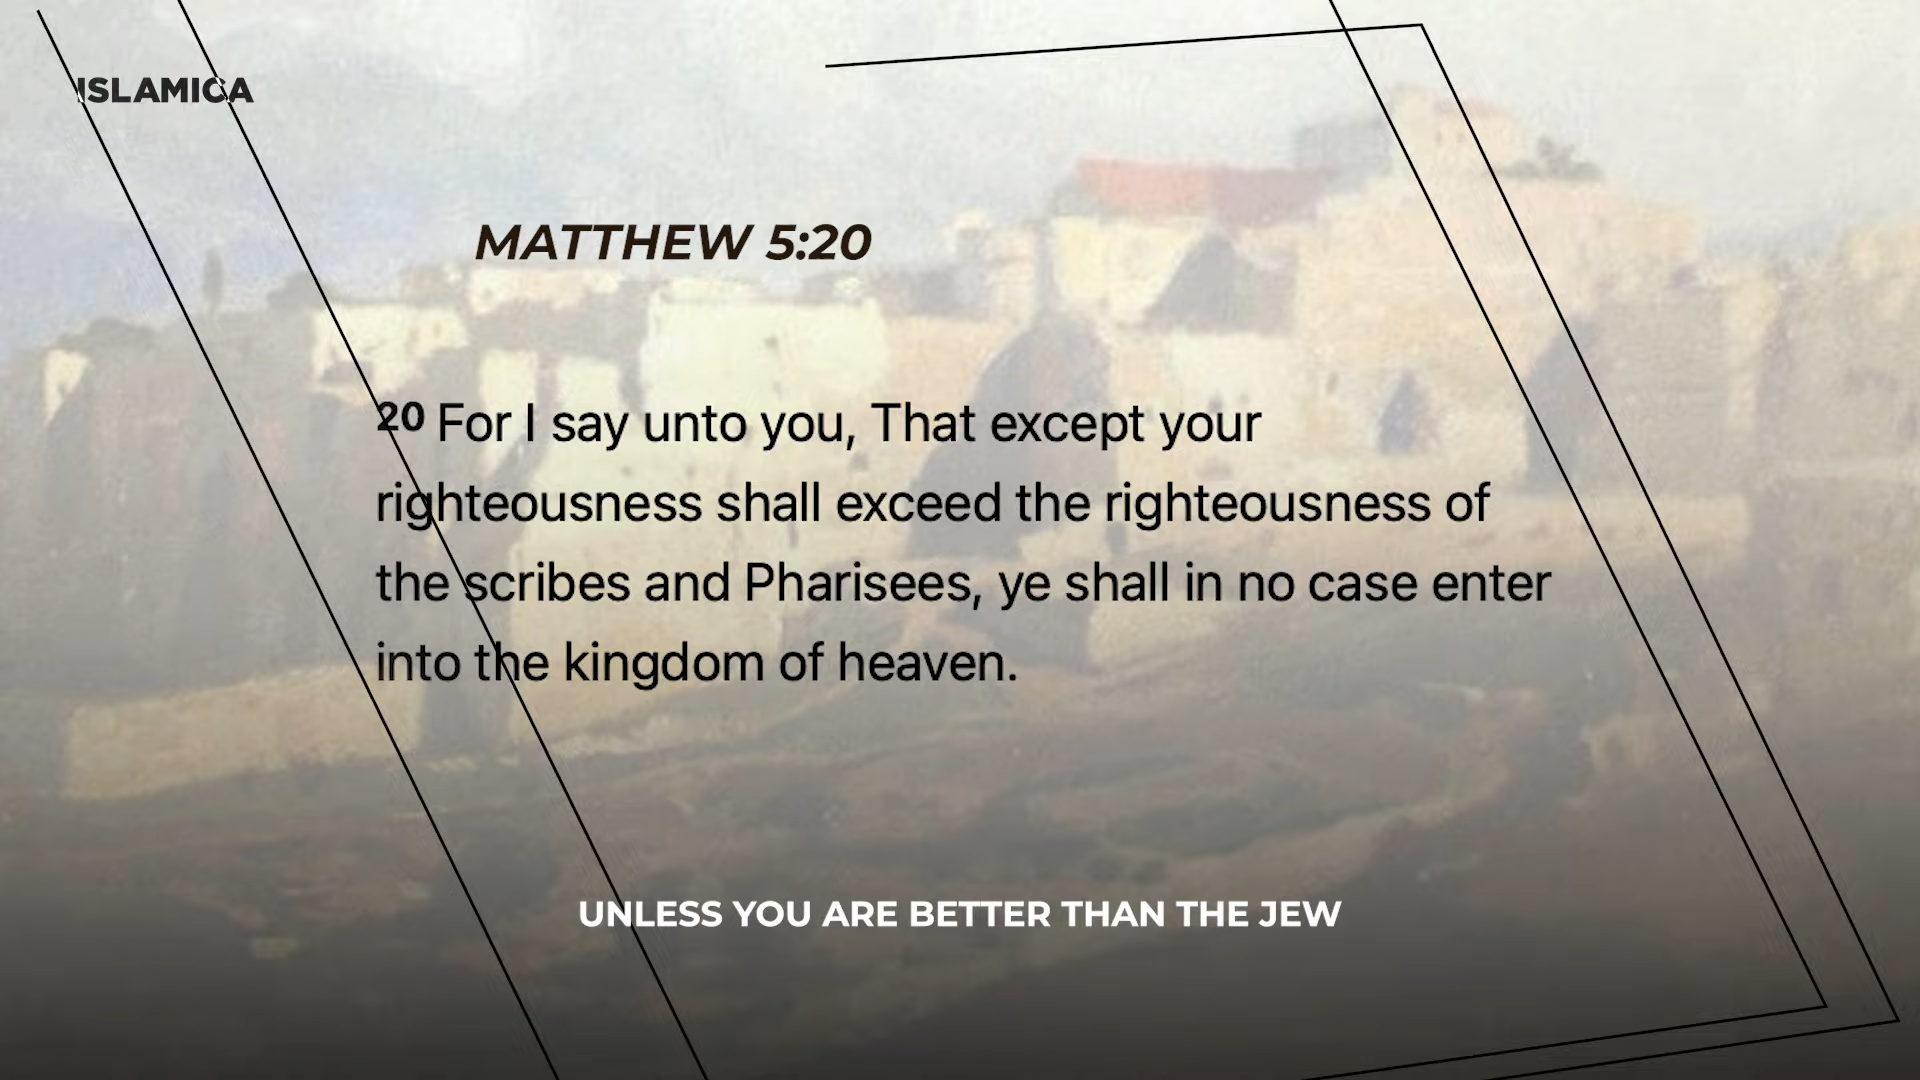 ISLAMICA
MATTHEW 5:20
20 For I say unto you, That except your
righteousness shall exceed the righteousness of
the scribes and Pharisees, ye shall in no case enter
into the kingdom of heaven.
UNLESS YOU ARE BETTER THAN THE JEW